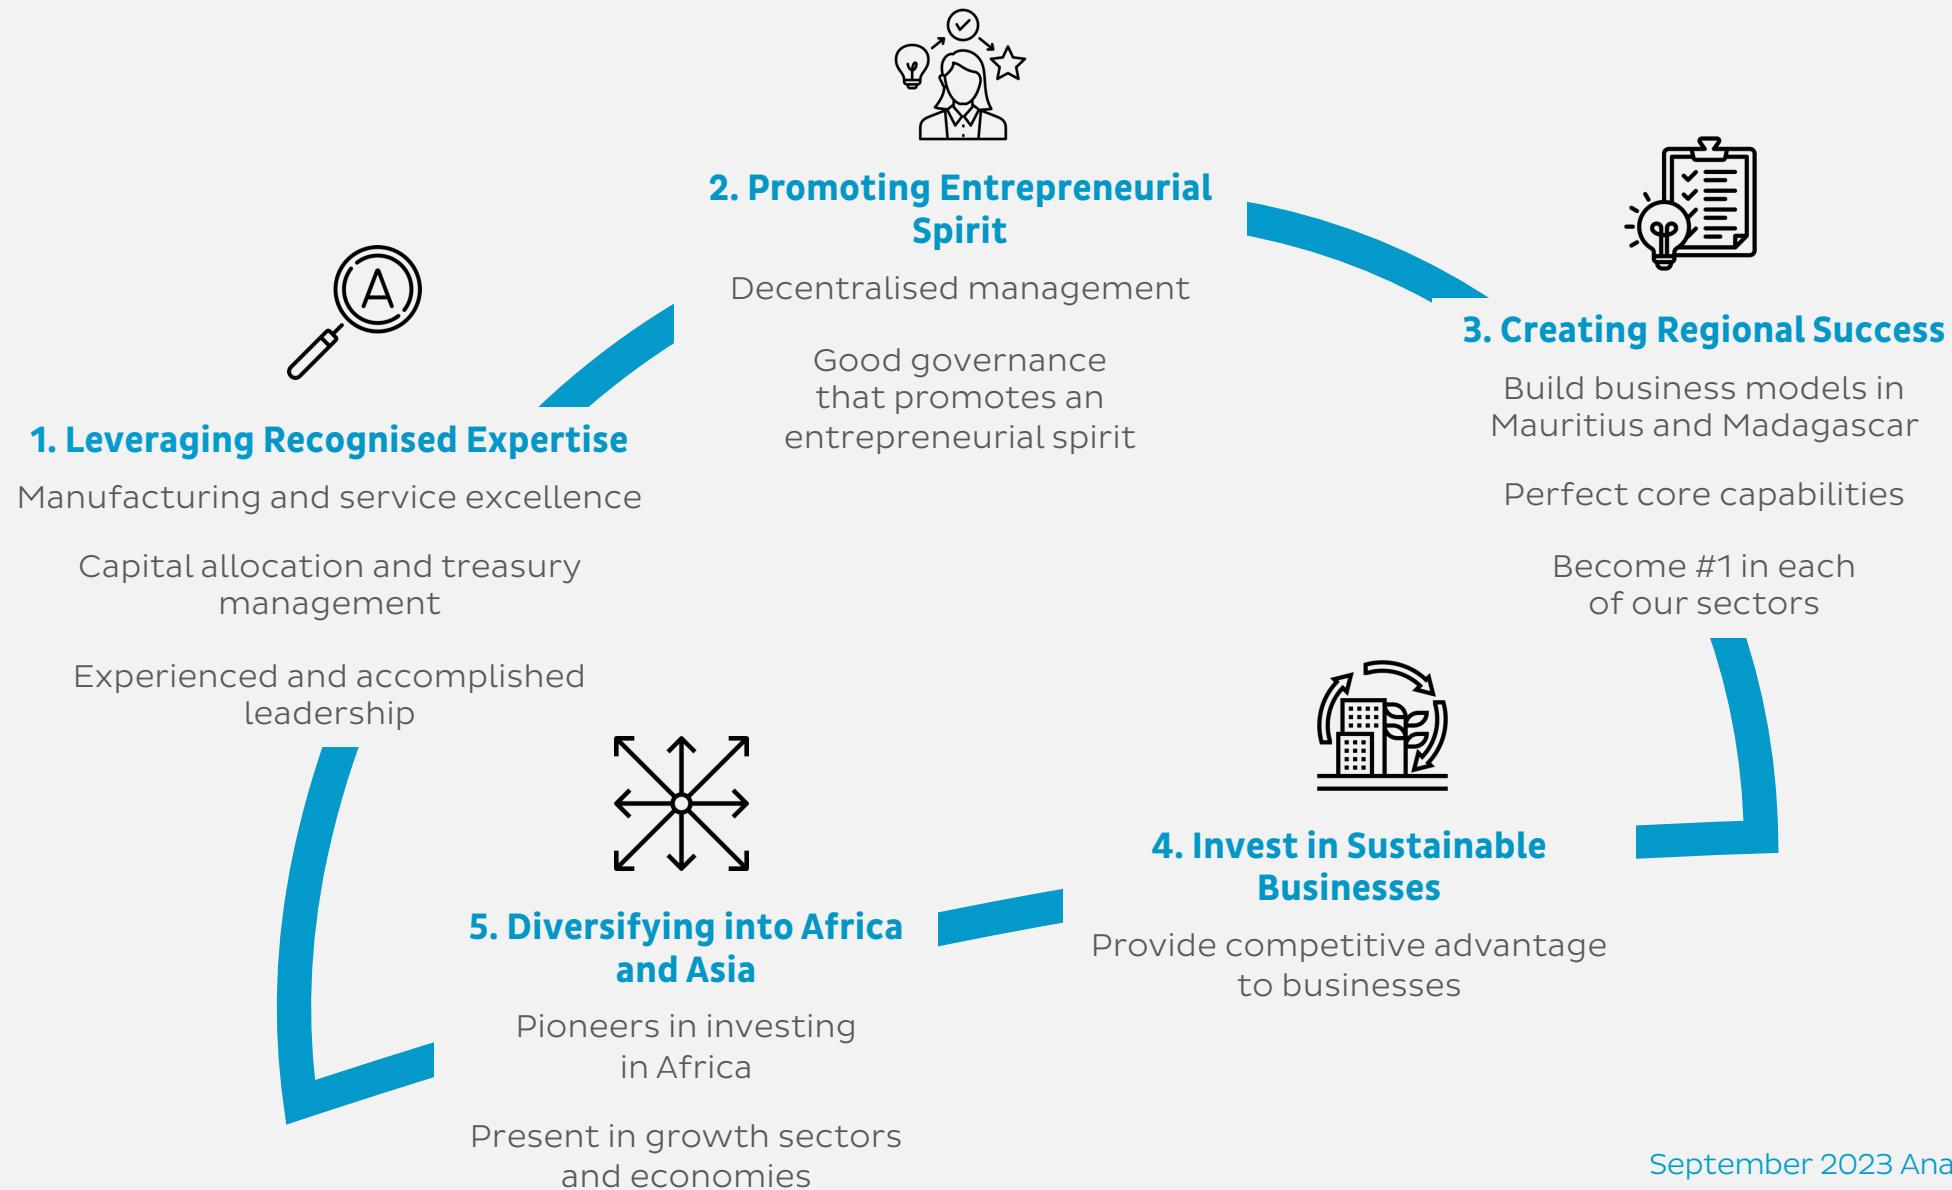 1. Leveraging Recognised Expertise
Manufacturing and service excellence
Capital allocation and treasury
management
Experienced and accomplished
leadership
2. Promoting Entrepreneurial
Spirit
Decentralised management
Good governance
that promotes an
entrepreneurial spirit
3. Creating Regional Success
Build business models in
Mauritius and Madagascar
Perfect core capabilities
Become #1 in each
of our sectors
4. Invest in Sustainable
Businesses
Provide competitive advantage
to businesses
5. Diversifying into Africa
and Asia
Pioneers in investing
in Africa
Present in growth sectors
and economies
September 2023 Ana
A